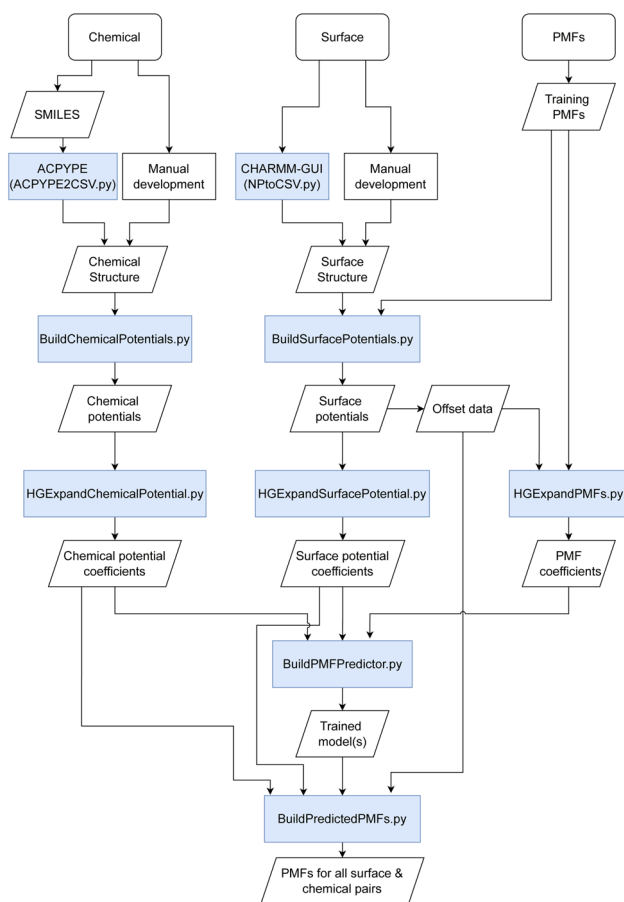 Chemical
Surface
PMFs
SMILES
Training
PMFs
ACPYPE
(ACPYPE2CSV.py)
Manual
development
CHARMM-GUI
(NPtoCSV.py)
Manual
development
Chemical
Structure
Surface
Structure
BuildChemicalPotentials.py
BuildSurfacePotentials.py
Chemical
potentials
Surface
potentials
Offset data
HGExpandChemicalPotential.py
HGExpandSurfacePotential.py
HGExpandPMFs.py
Chemical potential
coefficients
Surface potential
coefficients
PMF
coefficients
BuildPMFPredictor.py
Trained
model(s)
BuildPredictedPMFs.py
PMFs for all surface &
chemical pairs